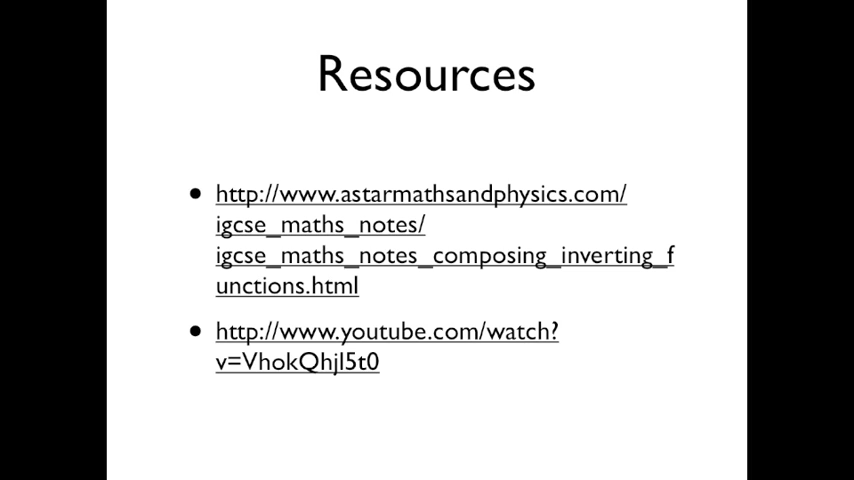 Resources
• http://www.astarmathsandphysics.com/
igcse_maths_notes/
igcse_maths_notes_composing_inverting_f
unctions.html
• http://www.youtube.com/watch?
v=VhokQhjl5t0